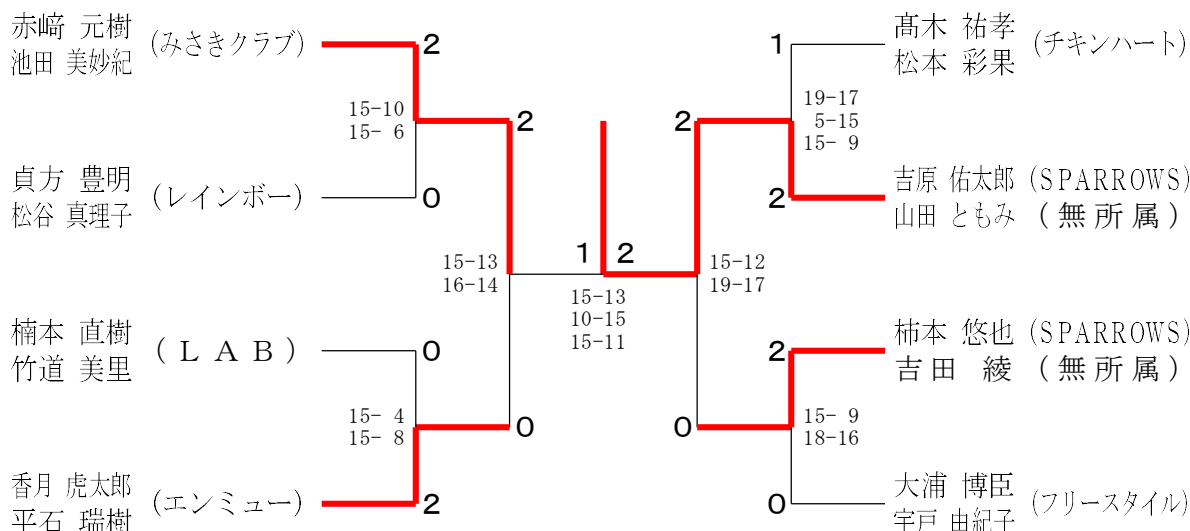 赤﨑 元樹
池田 美妙紀
(みさきクラブ)
2
15-10
15- 6
貞方 豊明
松谷 真理子
(レインボー)
0
2
15-13
16-14
楠本 直樹
竹道 美里
(ＬＡＢ)
0
15- 4
15- 8
香月 虎太郎
平石 瑞樹
(エンミュー)
2
0
1 2
15-13
10-15
15-11
髙木 祐孝
松本 彩果
(チキンハート)
1
19-17
5-15
15- 9
吉原 佑太郎 (SPARROWS)
山田 ともみ (無所属)
2
2
15-12
19-17
柿本 悠也 (SPARROWS)
吉田 綾 (無所属)
2
15- 9
18-16
大浦 博臣
宇戸 由紀子
(フリースタイル)
0
0